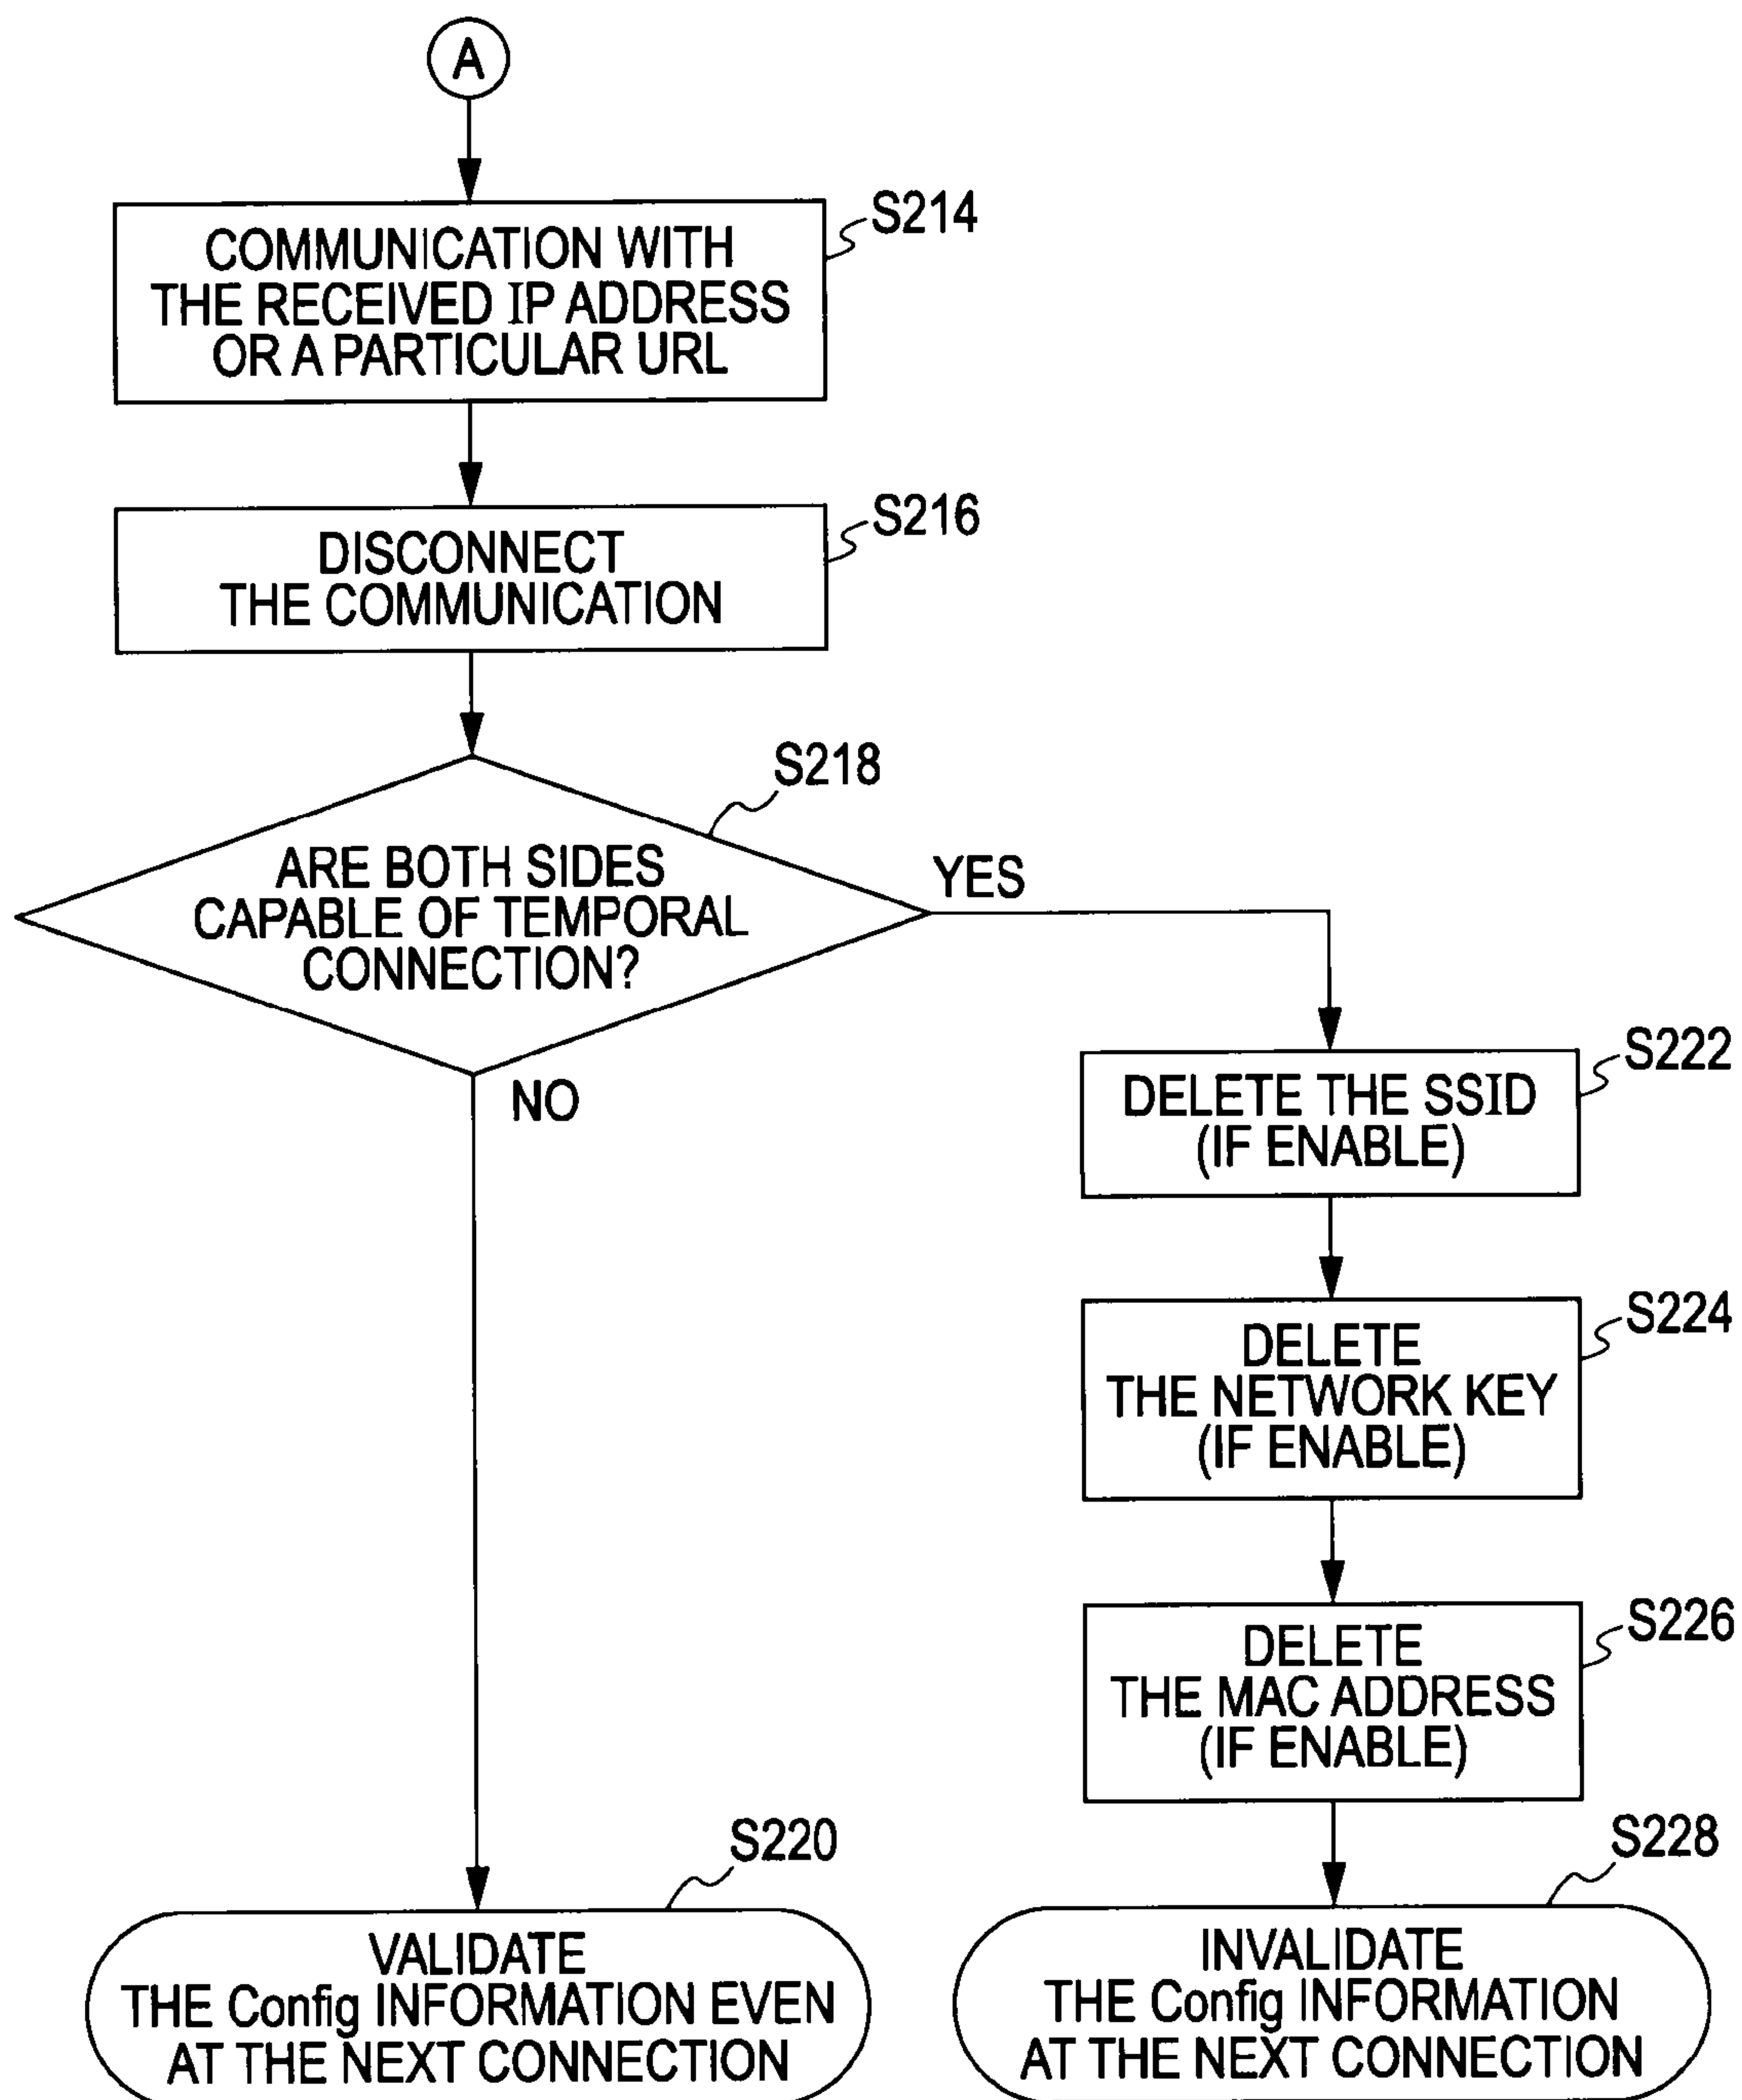 A
S214
COMMUNICATION WITH
THE RECEIVED IP ADDRESS
OR A PARTICULAR URL
S216
DISCONNECT
THE COMMUNICATION
S218
ARE BOTH SIDES
CAPABLE OF TEMPORAL
CONNECTION?
YES
NO
S222
DELETE THE SSID
(IF ENABLE)
S224
DELETE
THE NETWORK KEY
(IF ENABLE)
S226
DELETE
THE MAC ADDRESS
(IF ENABLE)
S220
VALIDATE
THE Config INFORMATION EVEN
AT THE NEXT CONNECTION
S228
INVALIDATE
THE Config INFORMATION
AT THE NEXT CONNECTION